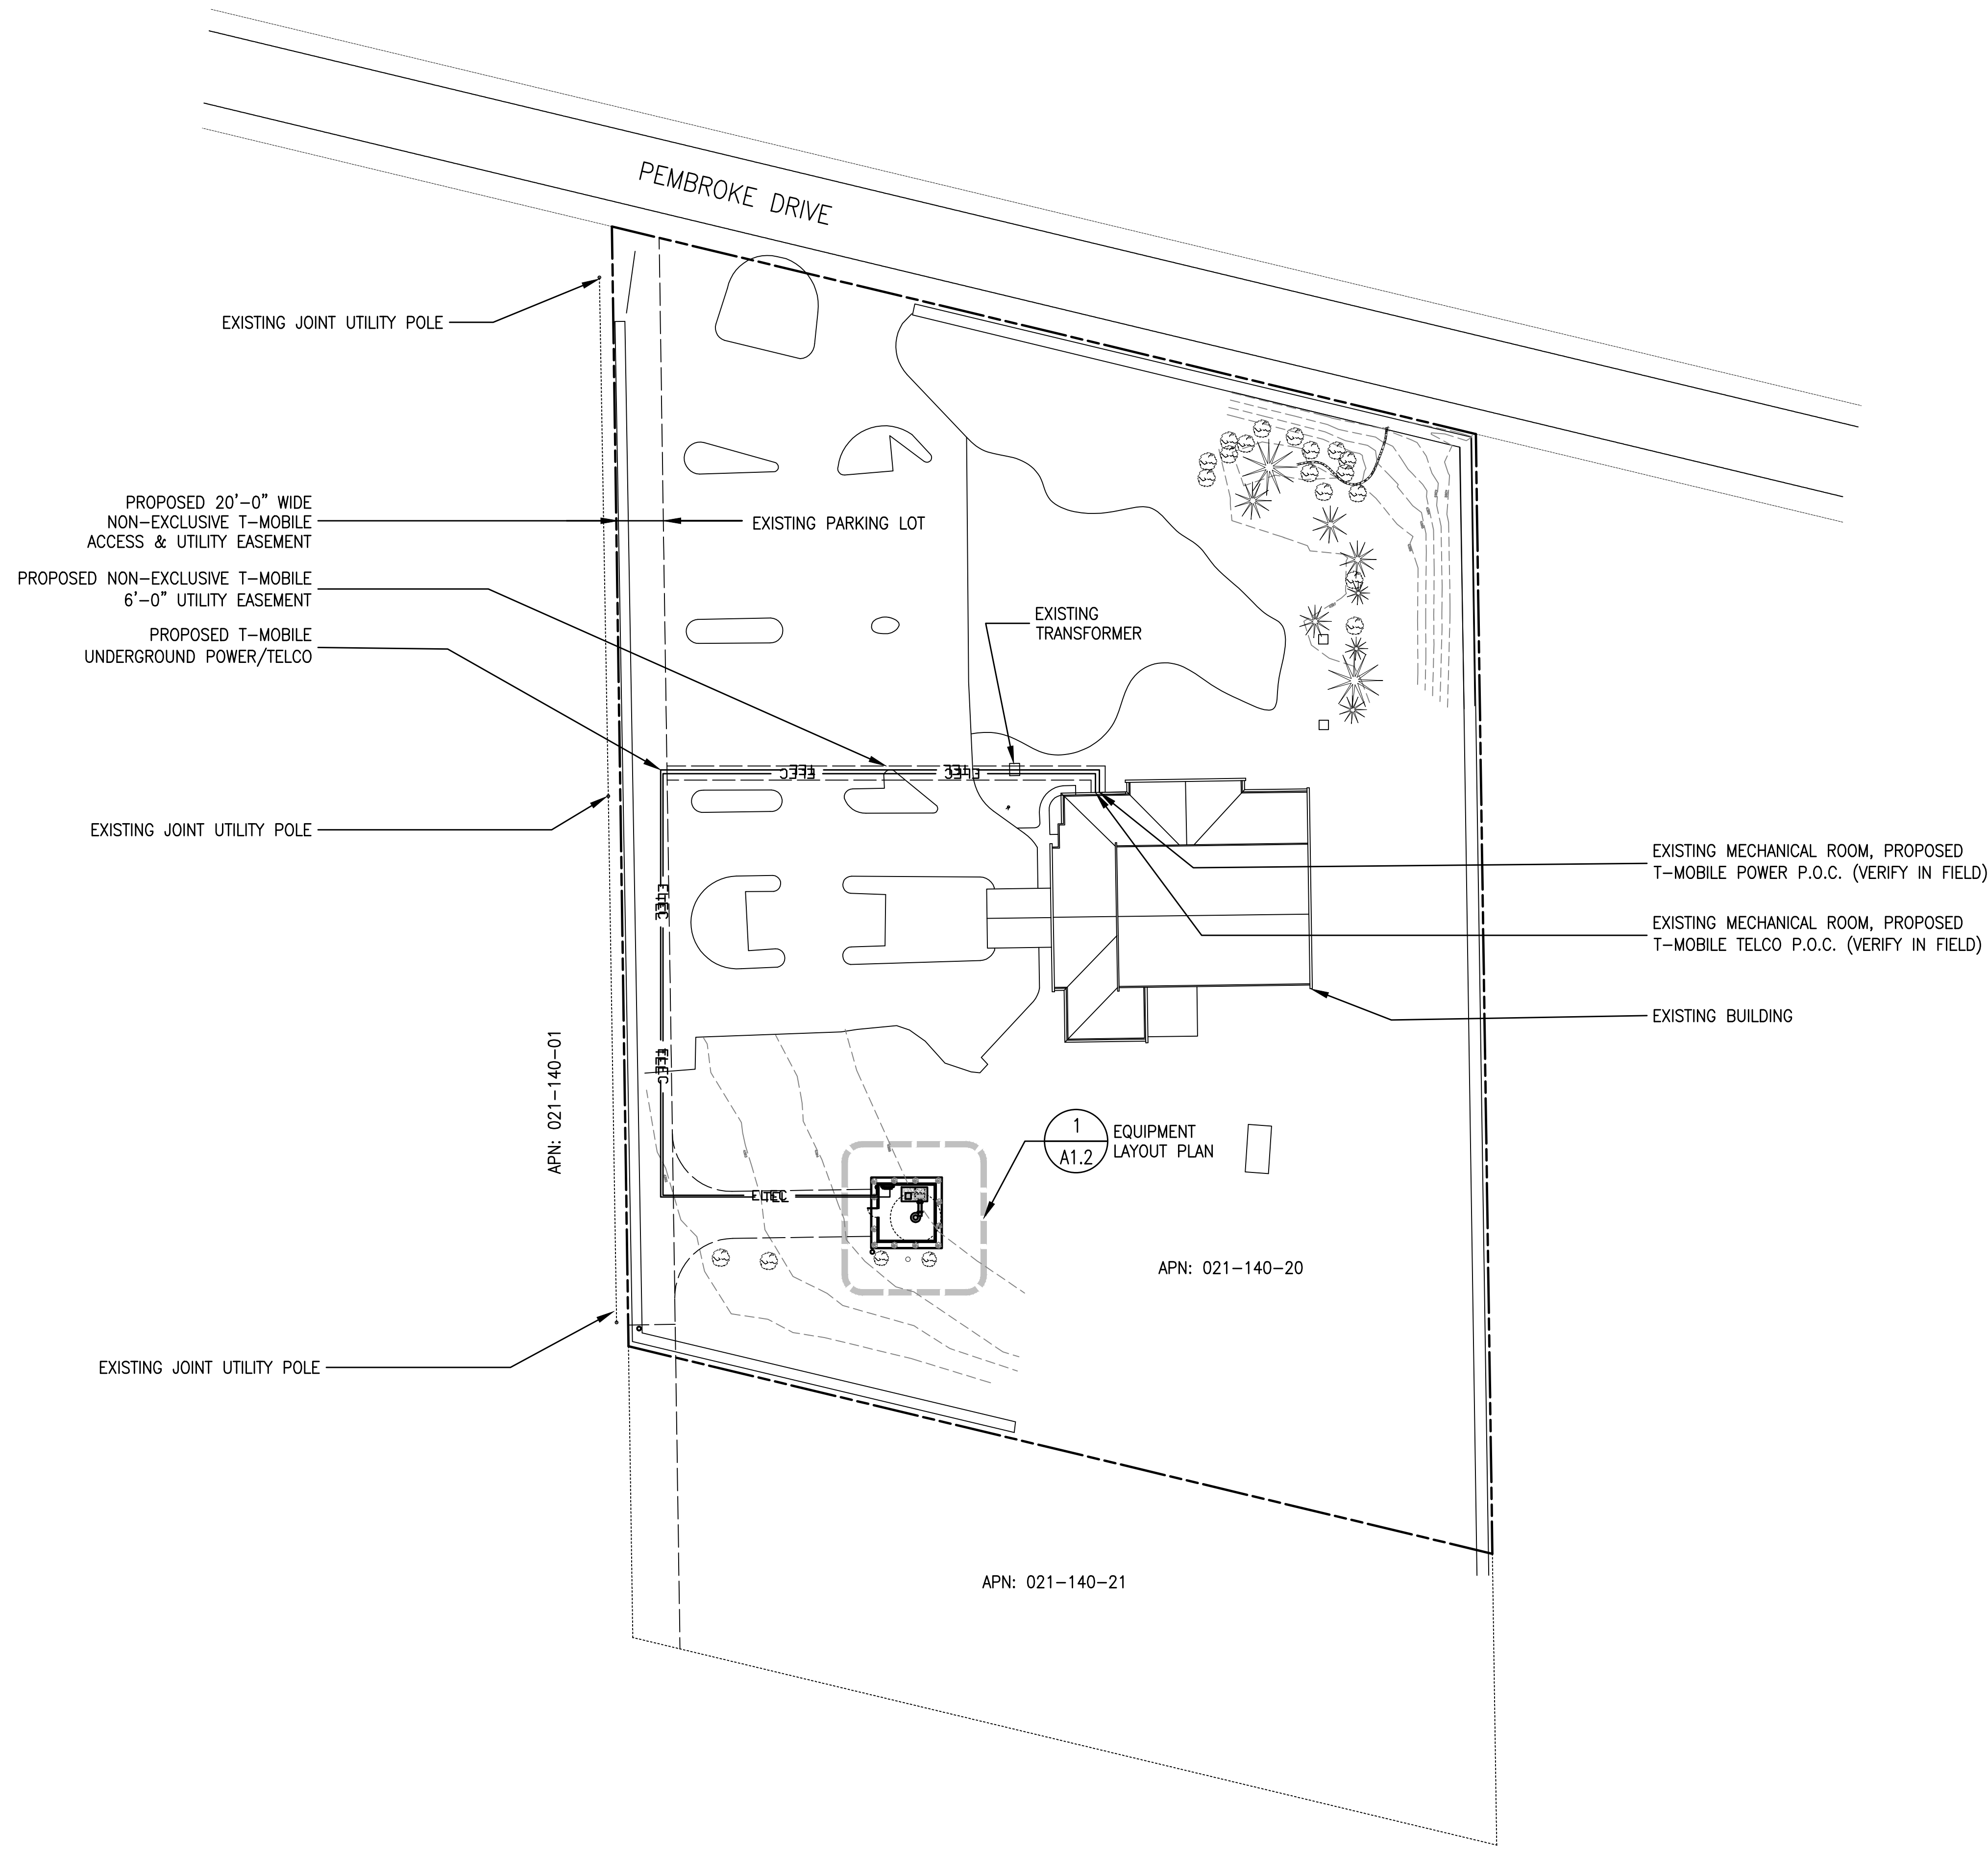 PEMBROKE DRIVE
EXISTING JOINT UTILITY POLE
PROPOSED 20'-0" WIDE
NON-EXCLUSIVE T-MOBILE
ACCESS & UTILITY EASEMENT
EXISTING PARKING LOT
PROPOSED NON-EXCLUSIVE T-MOBILE
6'-0" UTILITY EASEMENT
EXISTING
TRANSFORMER
PROPOSED T-MOBILE
UNDERGROUND POWER/TELCO
EXISTING JOINT UTILITY POLE
EXISTING MECHANICAL ROOM, PROPOSED
T-MOBILE POWER P.O.C. (VERIFY IN FIELD)
EXISTING MECHANICAL ROOM, PROPOSED
T-MOBILE TELCO P.O.C. (VERIFY IN FIELD)
EXISTING BUILDING
APN: 021-140-01
1
A1.2
EQUIPMENT
LAYOUT PLAN
APN: 021-140-20
EXISTING JOINT UTILITY POLE
APN: 021-140-21